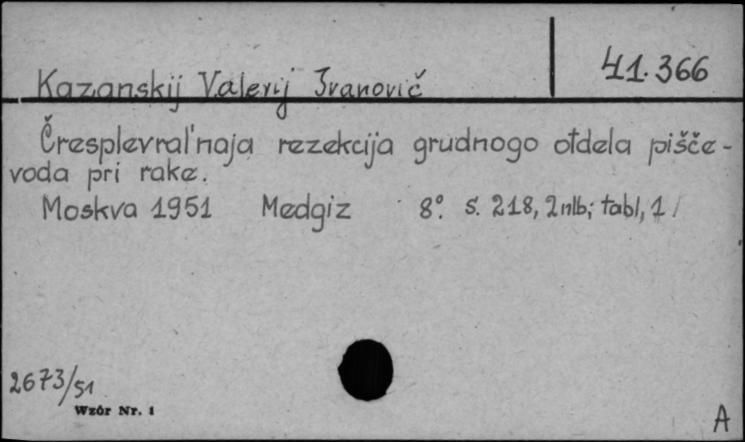 41.366
Kazanskij Valerij Ivanovič
Čresplevral'naja rezekcija grudnogo otdela pišče-
voda pri rake.
Moskva 1951 Medgiz 8° s. 218, 2 nlb; tabl, 1
2673/51
Wzór Nr. 1
A